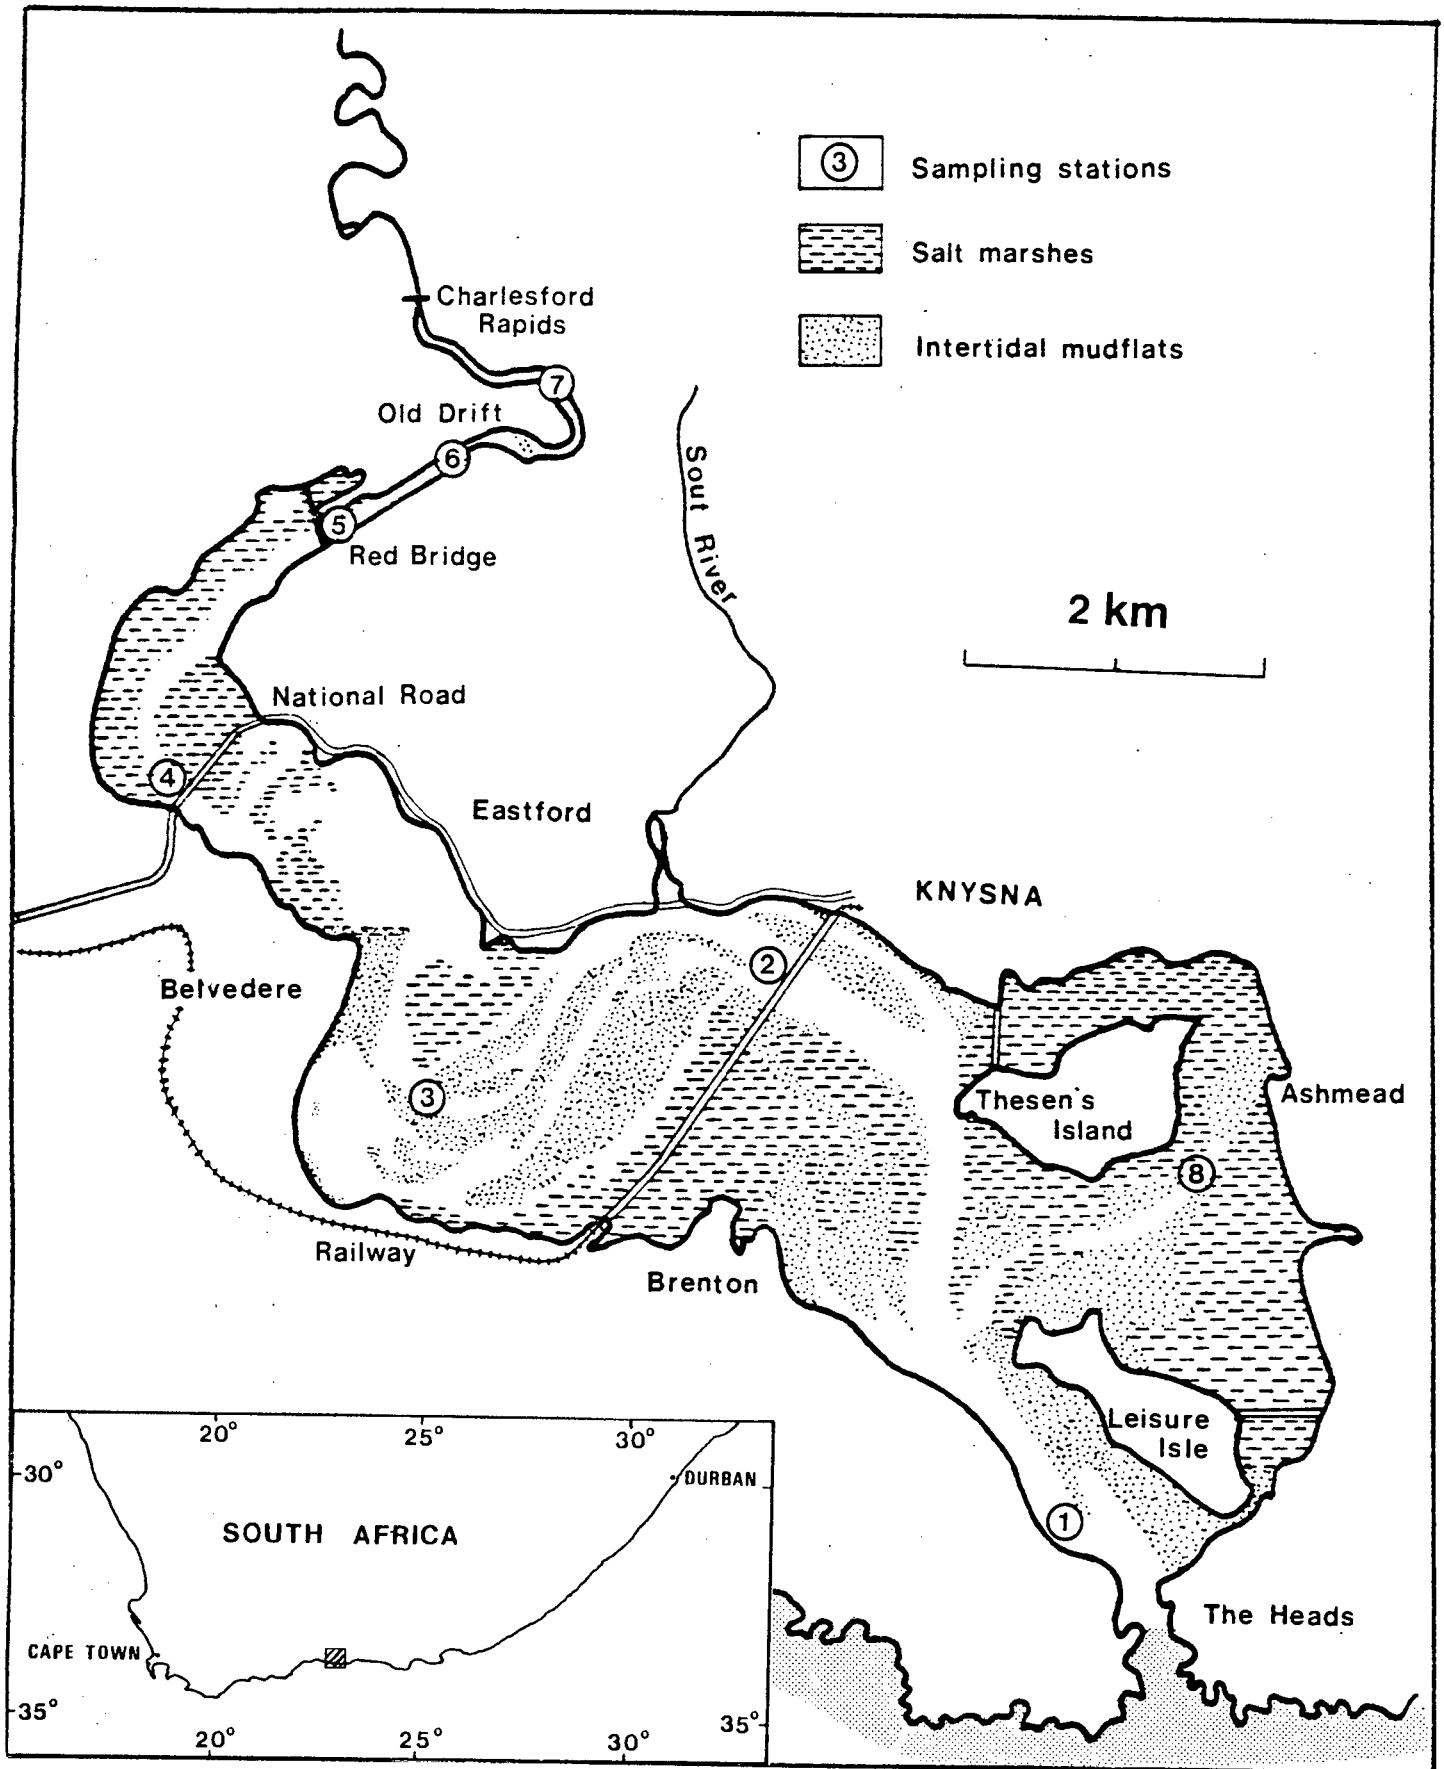 3
Sampling stations
Salt marshes
Charlesford
Rapids
Intertidal mudflats
7
Old Drift
6
Sout River
5
Red Bridge
2 km
National Road
4
Eastford
KNYSNA
2
Belvedere
3
Thesen's
Island
Ashmead
8
Railway
Brenton
Leisure
Isle
1
The Heads
20° 25° 30°
30°
DURBAN
SOUTH AFRICA
CAPE TOWN
35° 35°
20° 25° 30°